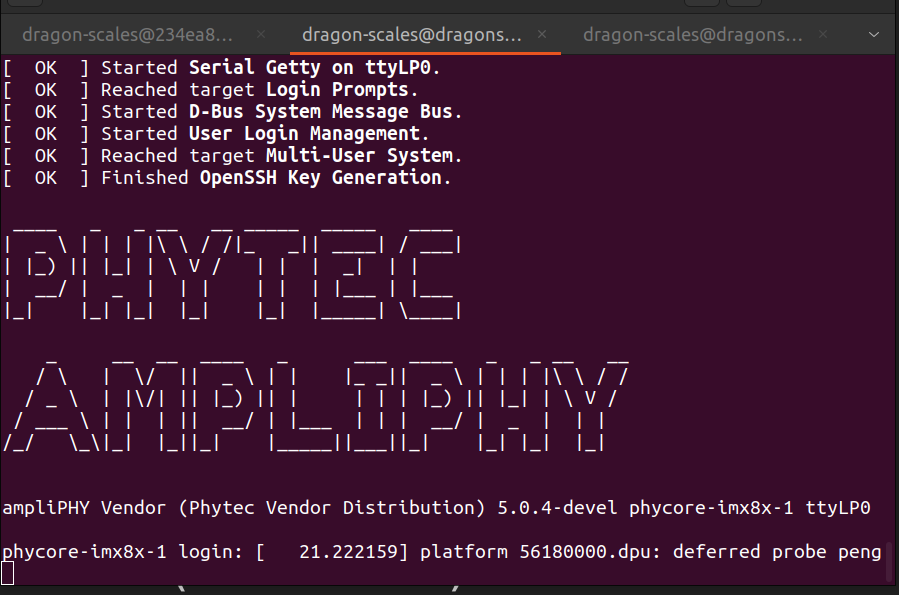 dragon-scales@234ea8...
dragon-scales@dragons...
dragon-scales@dragons...
[  OK  ] Started Serial Getty on ttyLP0.
[  OK  ] Reached target Login Prompts.
[  OK  ] Started D-Bus System Message Bus.
[  OK  ] Started User Login Management.
[  OK  ] Reached target Multi-User System.
[  OK  ] Finished OpenSSH Key Generation.
PHYTEC
AMPLIPHY
ampliPHY Vendor (Phytec Vendor Distribution) 5.0.4-devel phycore-imx8x-1 ttyLP0
phycore-imx8x-1 login: [   21.222159] platform 56180000.dpu: deferred probe peng